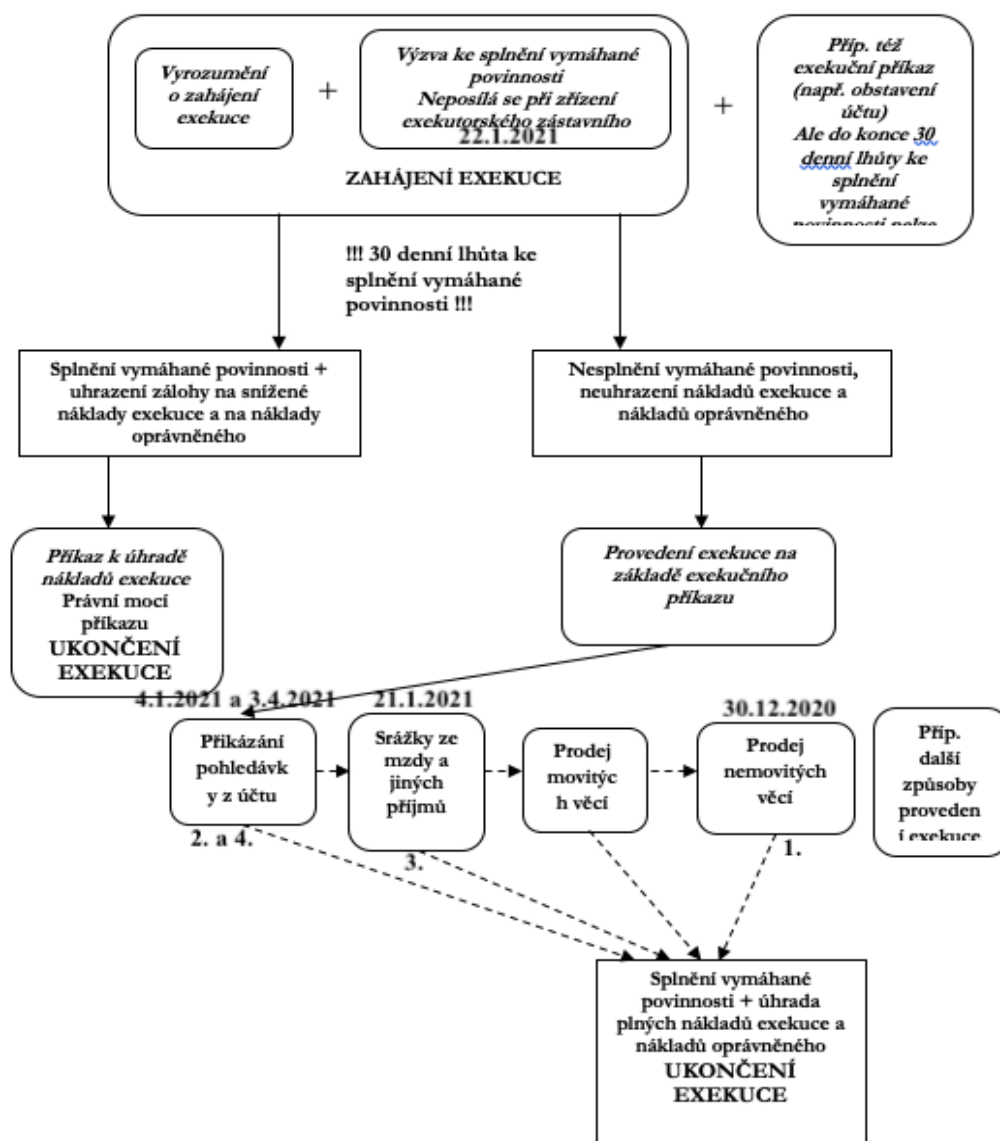 Vyrozumění
o zahájení
exekuce
+
Výzva ke splnění vymáhané
povinnosti
Neposílá se při zřízení
exekutorského zástavního
22.1.2021
ZAHÁJENÍ EXEKUCE
+
Příp. též
exekuční příkaz
(např. obstavení
účtu)
Ale do konce 30
denní lhůty ke
splnění
vymáhané
povinnosti nelze
!!! 30 denní lhůta ke
splnění vymáhané
povinnosti !!!
Splnění vymáhané povinnosti +
uhrazení zálohy na snížené
náklady exekuce a na náklady
oprávněného
Nesplnění vymáhané povinnosti,
neuhrazení nákladů exekuce a
nákladů oprávněného
Příkaz k úhradě
nákladů exekuce
Právní mocí
příkazu
UKONČENÍ
EXEKUCE
Provedení exekuce na
základě exekučního
příkazu
4.1.2021 a 3.4.2021
Přikázání
pohledávk
y z účtu
2. a 4.
21.1.2021
Srážky ze
mzdy a
jiných
příjmů
3.
Prodej
movitýc
h věcí
30.12.2020
Prodej
nemovitých
věcí
1.
Příp.
další
způsoby
proveden
í exekuce
Splnění vymáhané
povinnosti + úhrada
plných nákladů exekuce a
nákladů oprávněného
UKONČENÍ
EXEKUCE